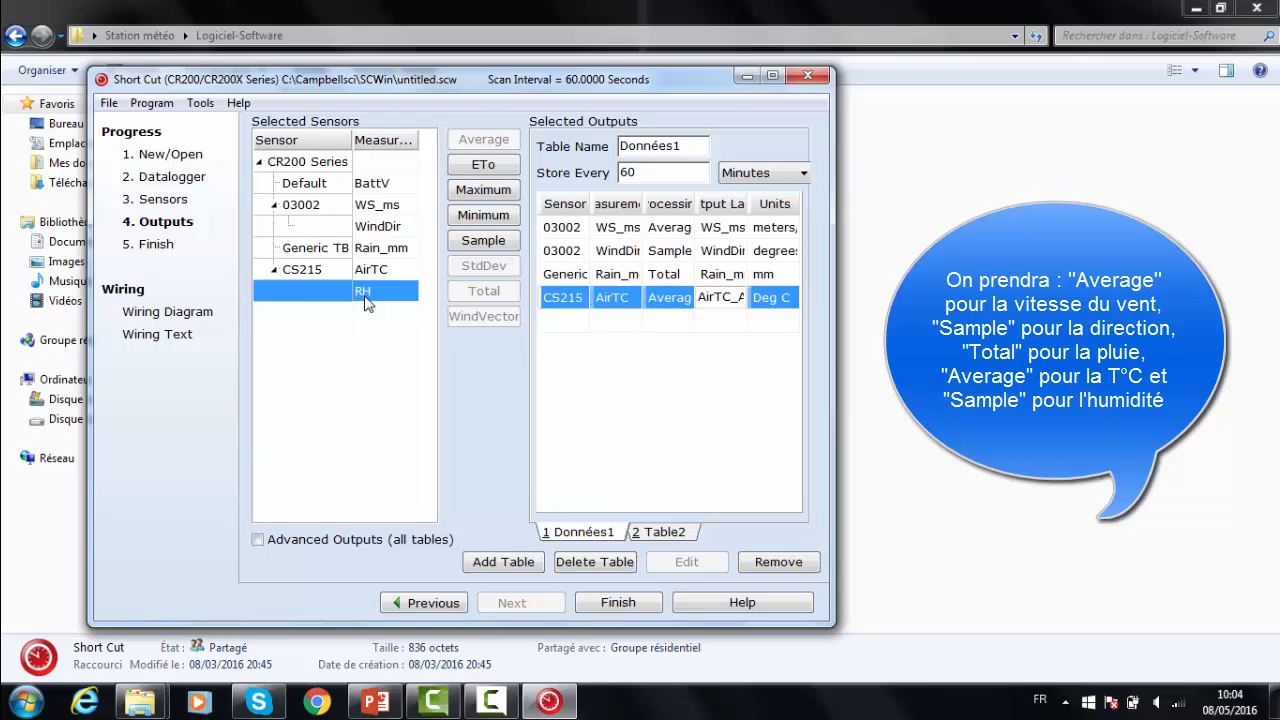 Station météo
Logiciel-Software
Rechercher dans : Logiciel-Software
Organiser
Short Cut (CR200/CR200X Series) C:\Campbellsci\SCWin\untitled.scw
Scan Interval = 60.0000 Seconds
File
Program
Tools
Help
Favoris
Bureau
Emplac
Mes do
Télécha
Bibliothèc
Docum
Images
Musiqu
Vidéos
Groupe re
Ordinateu
Disque
Disque
Réseau
Progress
1. New/Open
2. Datalogger
3. Sensors
4. Outputs
5. Finish
Wiring
Wiring Diagram
Wiring Text
Selected Sensors
Sensor Measur...
CR200 Series
Default BattV
03002 WS_ms
WindDir
Generic TB Rain_mm
CS215 AirTC
RH
Average
ETo
Maximum
Minimum
Sample
StdDev
Total
WindVector
Selected Outputs
Table Name Données1
Store Every 60 Minutes
Sensor easureme rocessin tput La Units
03002 WS_ms Averag WS_ms meters,
03002 WindDir Sample WindDi degrees
Generic Rain_m Total Rain_m mm
CS215 AirTC Averag AirTC_A Deg C
1 Données1
2 Table2
Advanced Outputs (all tables)
Add Table
Delete Table
Edit
Remove
Previous
Next
Finish
Help
On prendra : "Average"
pour la vitesse du vent,
"Sample" pour la direction,
"Total" pour la pluie,
"Average" pour la T°C et
"Sample" pour l'humidité
Short Cut État : Partagé Taille : 836 octets Partagé avec : Groupe résidentiel
Raccourci Modifié le : 08/03/2016 20:45 Date de création : 08/03/2016 20:45
FR
10:04
08/05/2016